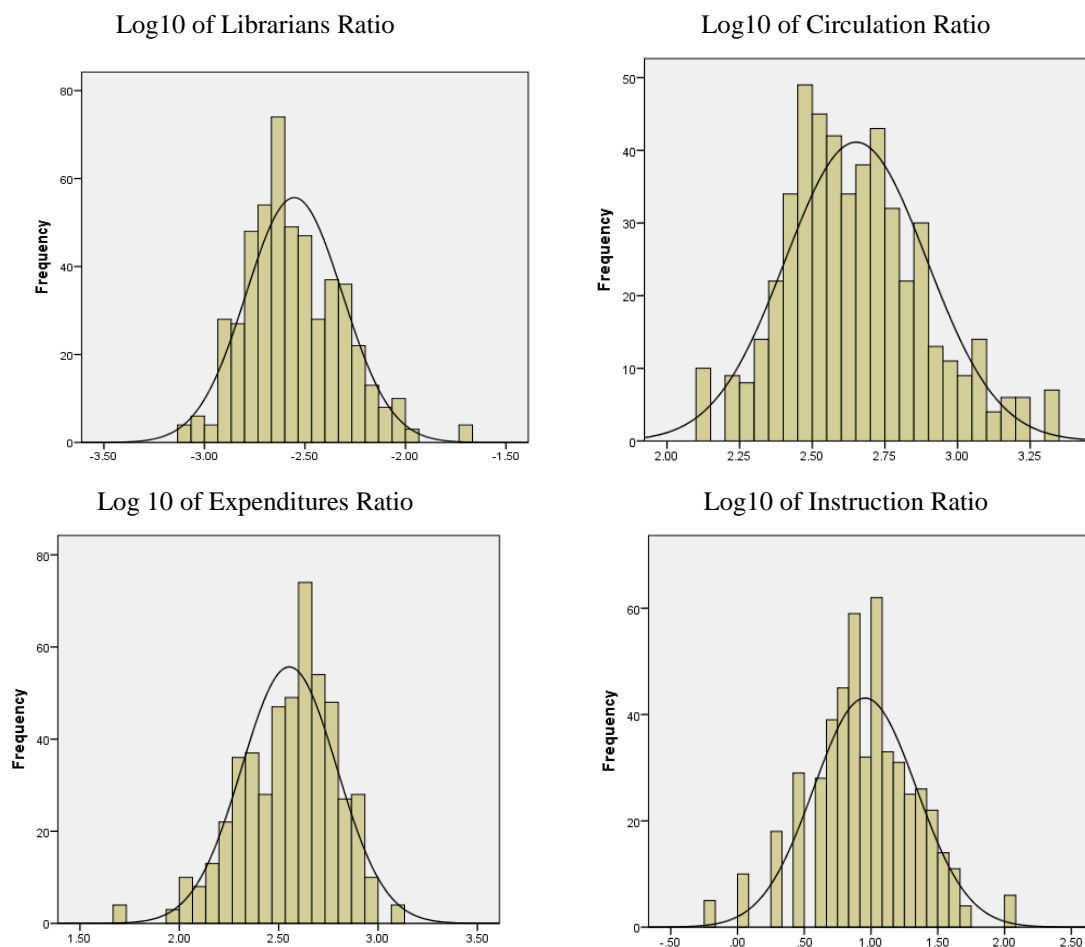 Log10 of Librarians Ratio
80
60
40
20
0
Frequency
-3.50 -3.00 -2.50 -2.00 -1.50
Log10 of Circulation Ratio
50
40
30
20
10
0
Frequency
2.00 2.25 2.50 2.75 3.00 3.25
Log 10 of Expenditures Ratio
80
60
40
20
0
Frequency
1.50 2.00 2.50 3.00 3.50
Log10 of Instruction Ratio
60
40
20
0
Frequency
-.50 .00 .50 1.00 1.50 2.00 2.50